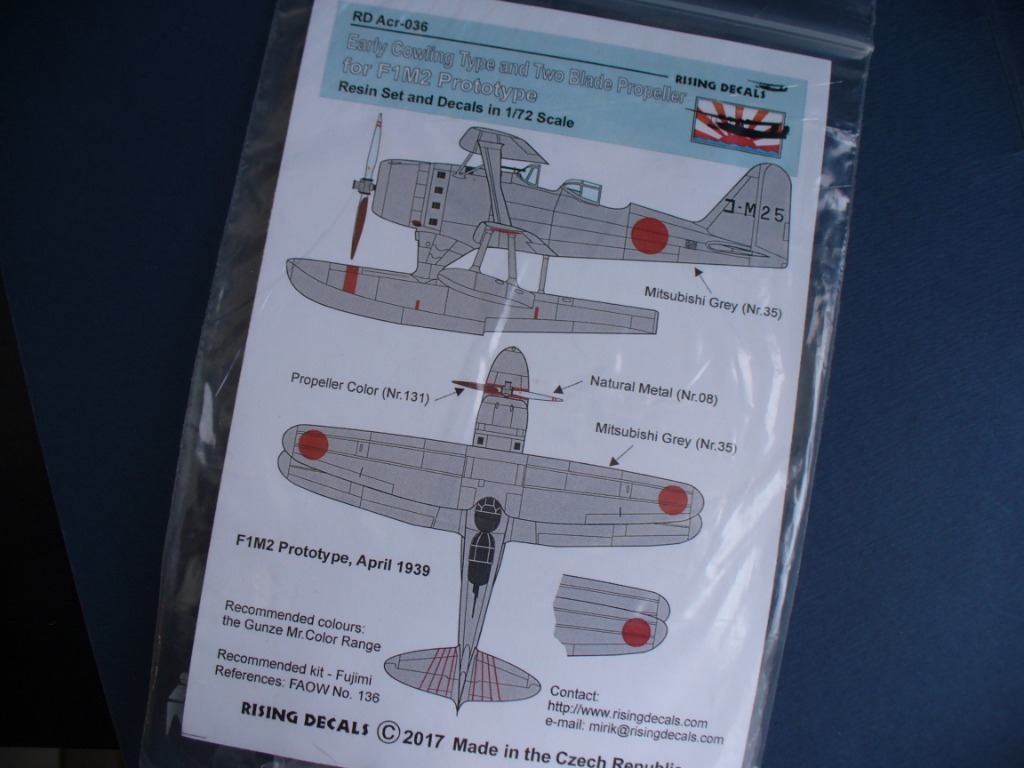 RD Acr-036
Early Cowling Type and Two Blade Propeller
for F1M2 Prototype
Resin Set and Decals in 1/72 Scale
RISING DECALS
コ-M25
Mitsubishi Grey (Nr.35)
Propeller Color (Nr.131)
Natural Metal (Nr.08)
Mitsubishi Grey (Nr.35)
F1M2 Prototype, April 1939
Recommended colours:
the Gunze Mr.Color Range
Recommended kit - Fujimi
References: FAOW No. 136
Contact:
http://www.risingdecals.com
e-mail: mirik@risingdecals.com
RISING DECALS © 2017 Made in the Czech Republic